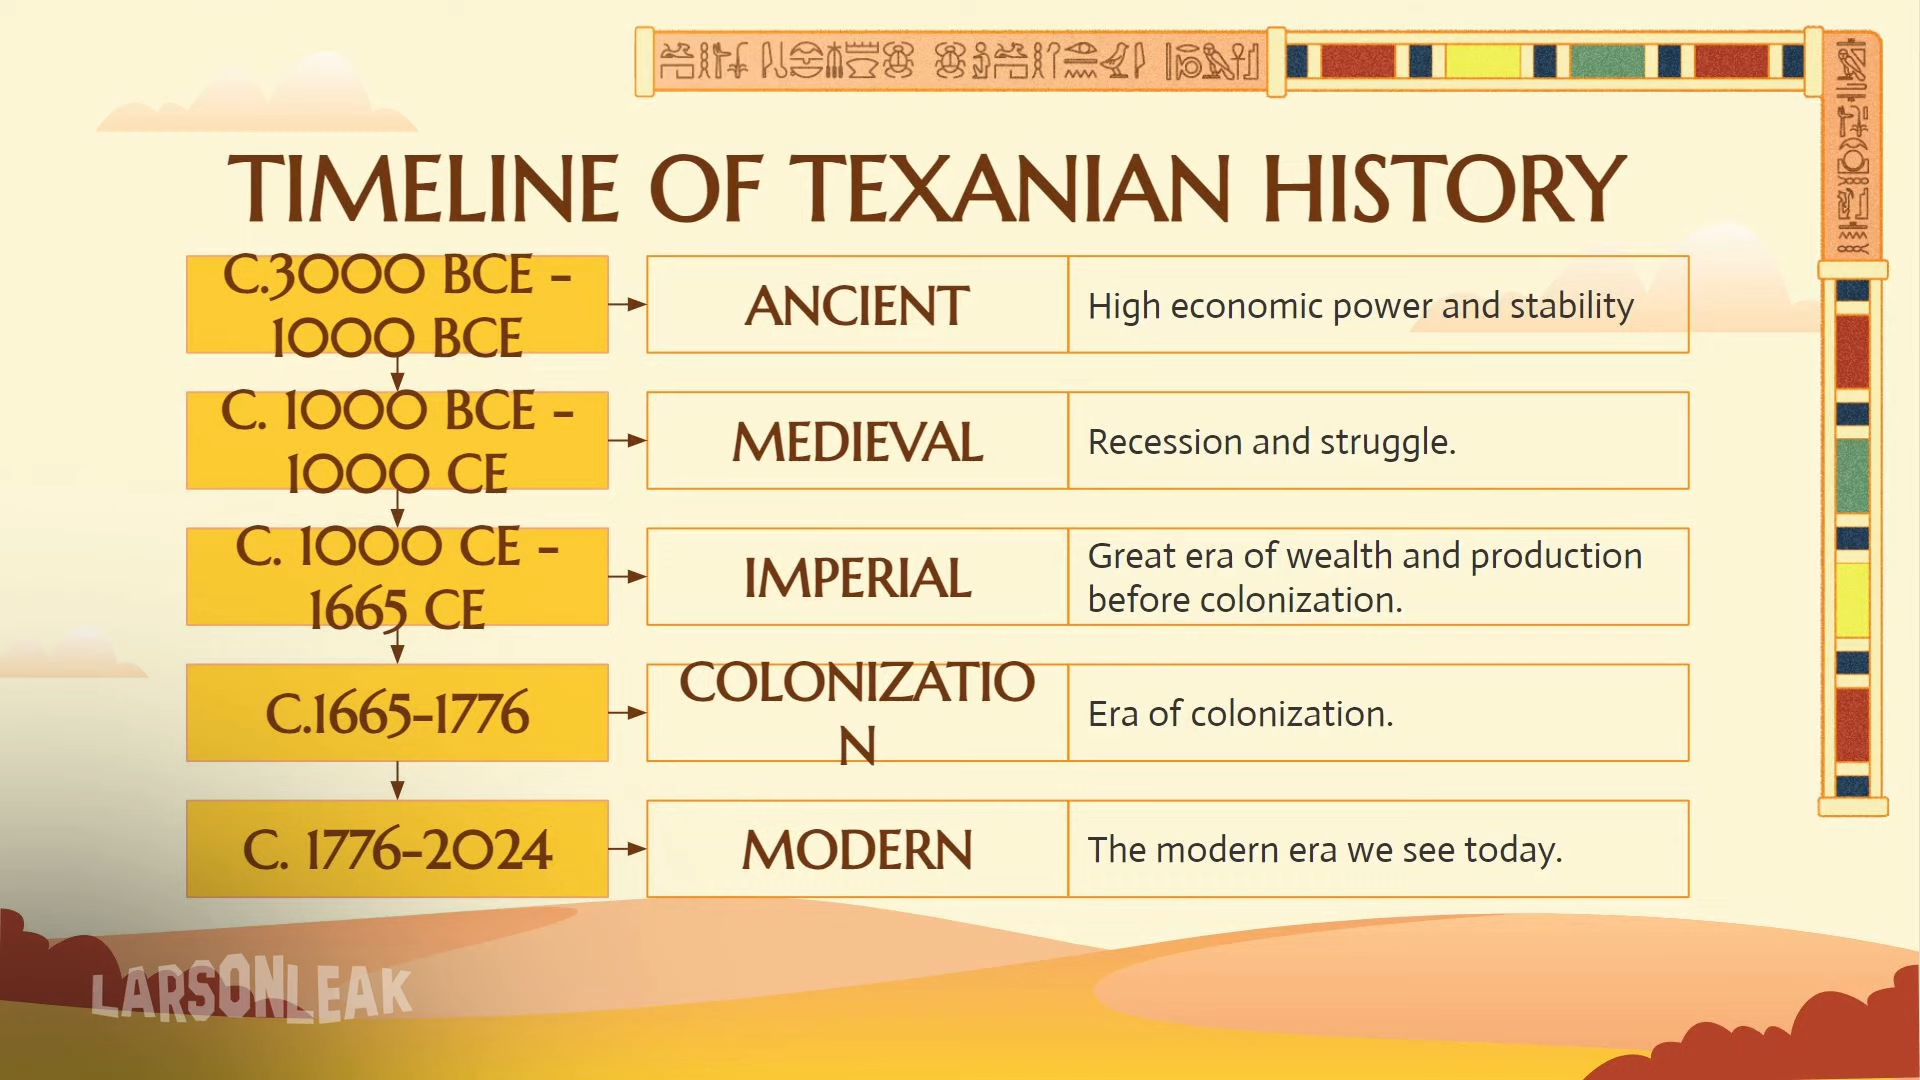 TIMELINE OF TEXANIAN HISTORY
C.3000 BCE –
1000 BCE
ANCIENT
High economic power and stability
C. 1000 BCE –
1000 CE
MEDIEVAL
Recession and struggle.
C. 1000 CE –
1665 CE
IMPERIAL
Great era of wealth and production
before colonization.
C.1665-1776
COLONIZATIO
N
Era of colonization.
C. 1776-2024
MODERN
The modern era we see today.
LARSONLEAK